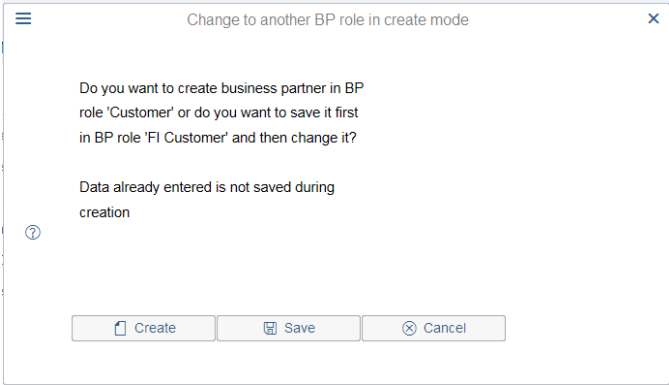 Change to another BP role in create mode
Do you want to create business partner in BP
role 'Customer' or do you want to save it first
in BP role 'FI Customer' and then change it?
Data already entered is not saved during
creation
Create
Save
Cancel